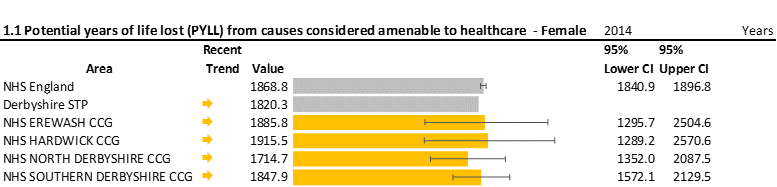 1.1 Potential years of life lost (PYLL) from causes considered amenable to healthcare - Female 2014 Years
Recent 95% 95%
Area Trend Value Lower CI Upper CI
NHS England 1868.8 1840.9 1896.8
Derbyshire STP 1820.3
NHS EREWASH CCG 1885.8 1295.7 2504.6
NHS HARDWICK CCG 1915.5 1289.2 2570.6
NHS NORTH DERBYSHIRE CCG 1714.7 1352.0 2087.5
NHS SOUTHERN DERBYSHIRE CCG 1847.9 1572.1 2129.5